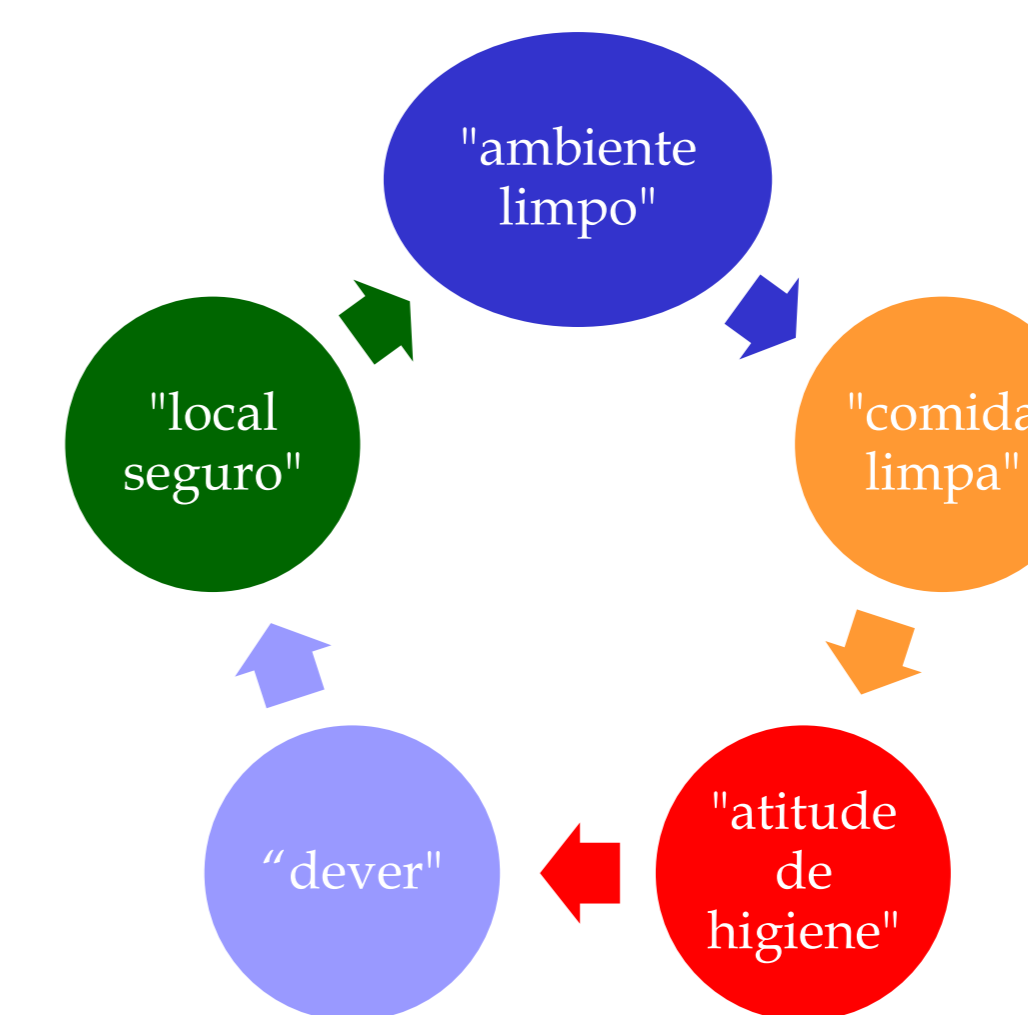 "ambiente
limpo"
"comida
limpa"
"atitude
de
higiene"
“dever"
"local
seguro"